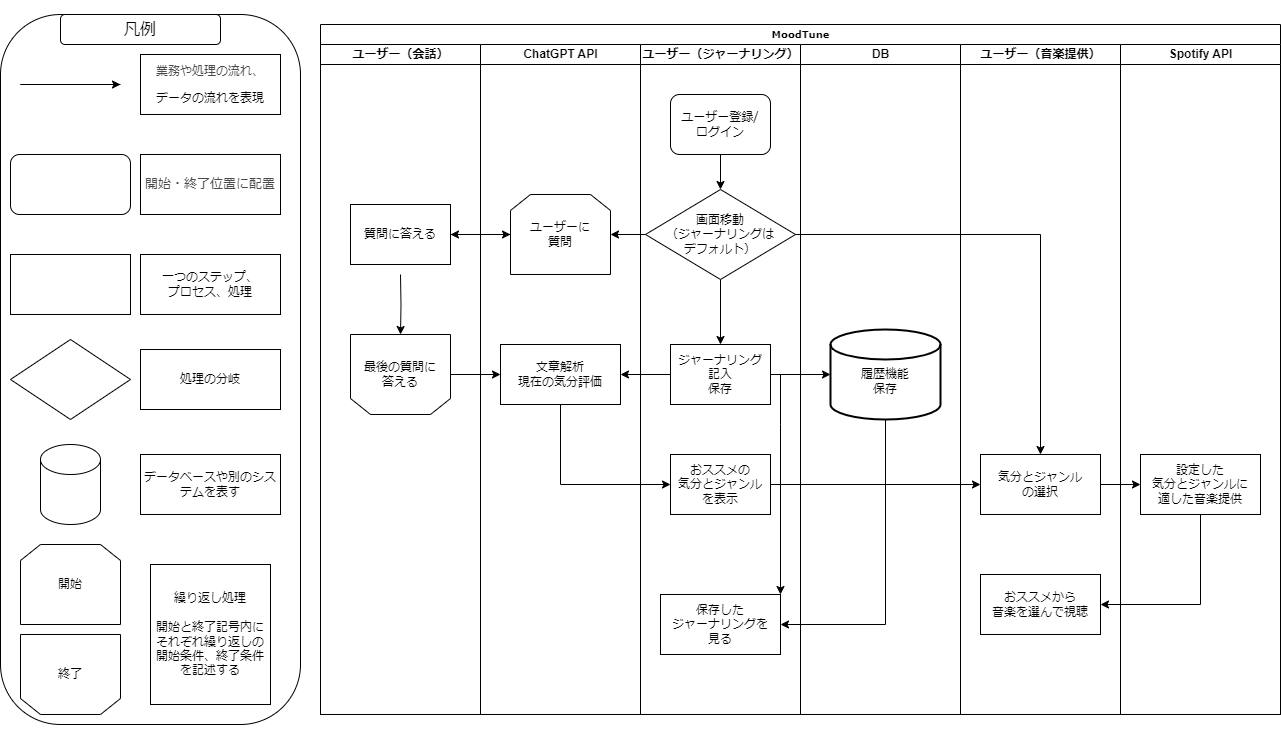 凡例
業務や処理の流れ、
データの流れを表現
開始・終了位置に配置
一つのステップ、
プロセス、処理
処理の分岐
データベースや別のシス
テムを表す
開始
終了
繰り返し処理
開始と終了記号内に
それぞれ繰り返しの
開始条件、終了条件
を記述する
MoodTune
ユーザー（会話）
ChatGPT API
ユーザー（ジャーナリング）
DB
ユーザー（音楽提供）
Spotify API
ユーザー登録/
ログイン
画面移動
（ジャーナリングは
デフォルト）
ユーザーに
質問
質問に答える
最後の質問に
答える
文章解析
現在の気分評価
ジャーナリング
記入
保存
履歴機能
保存
おススメの
気分とジャンル
を表示
気分とジャンル
の選択
設定した
気分とジャンルに
適した音楽提供
保存した
ジャーナリングを
見る
おススメから
音楽を選んで視聴